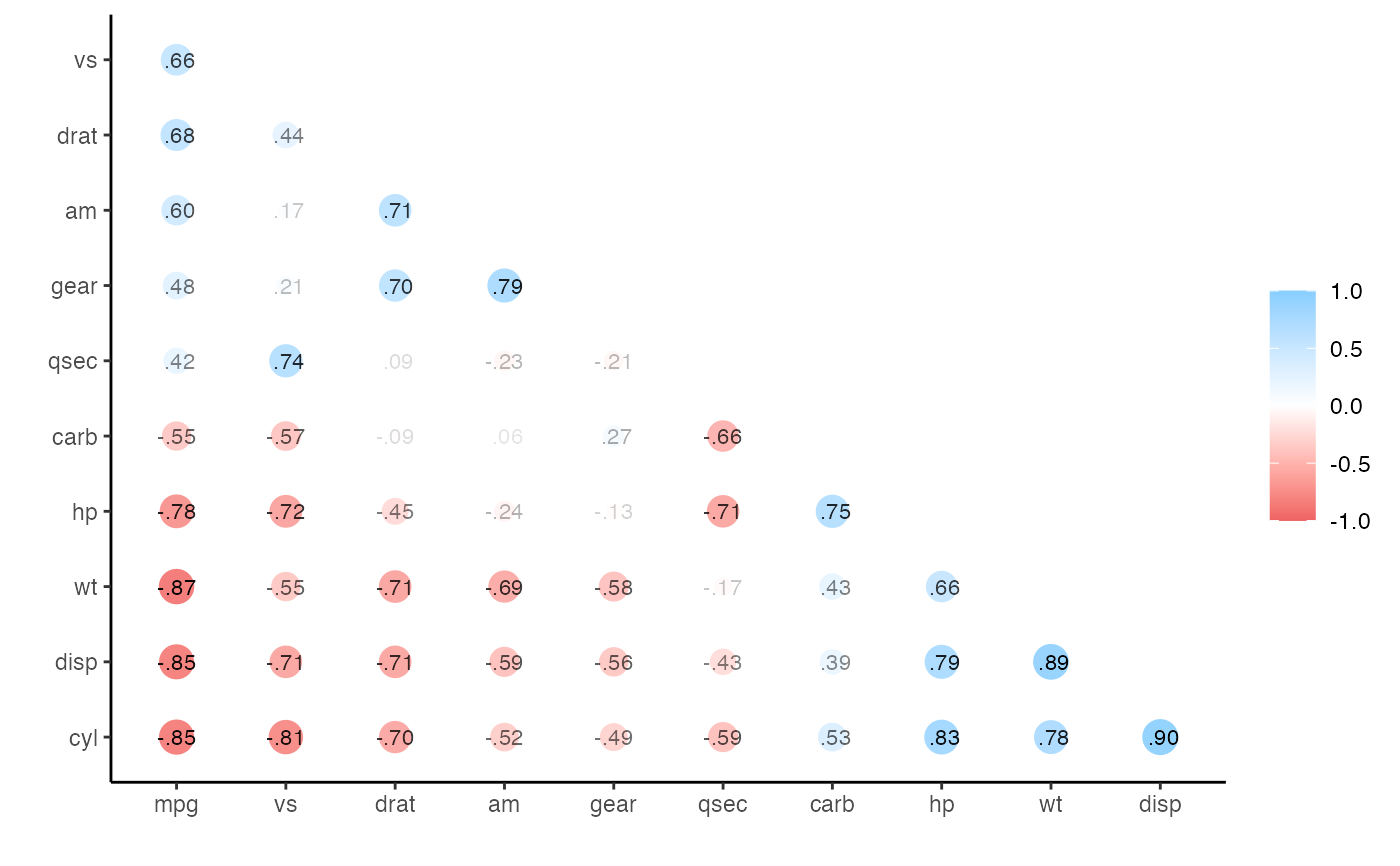 vs .66
drat .68 .44
am .60 .17 .71
gear .48 .21 .70 .79
qsec .42 .74 .09 -.23 -.21
carb -.55 -.57 -.09 .06 .27 -.66
hp -.78 -.72 -.45 -.24 -.13 -.71 .75
wt -.87 -.55 -.71 -.69 -.58 -.17 .43 .66
disp -.85 -.71 -.71 -.59 -.56 -.43 .39 .79 .89
cyl -.85 -.81 -.70 -.52 -.49 -.59 .53 .83 .78 .90
mpg vs drat am gear qsec carb hp wt disp
1.0
0.5
0.0
-0.5
-1.0